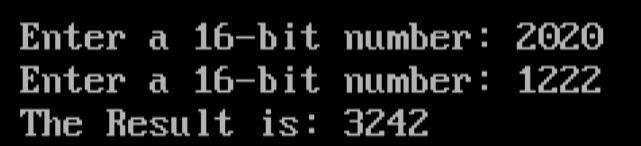 Enter a 16-bit number: 2020
Enter a 16-bit number: 1222
The Result is: 3242